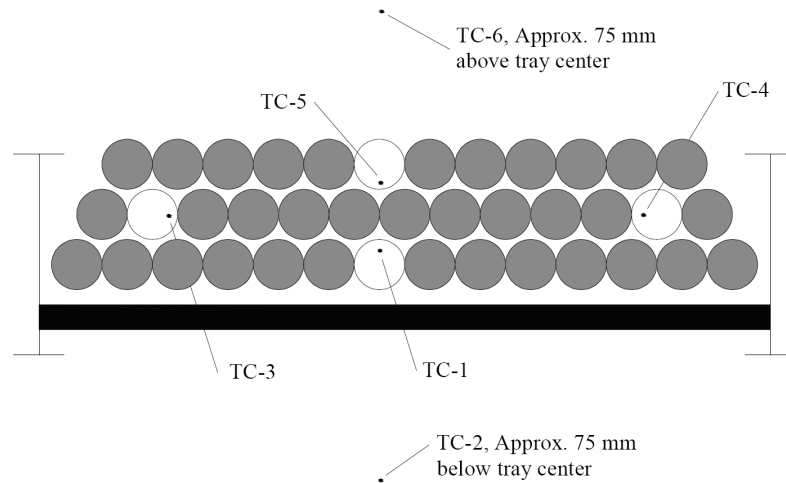 TC-6, Approx. 75 mm
above tray center
TC-5
TC-4
TC-3
TC-1
TC-2, Approx. 75 mm
below tray center